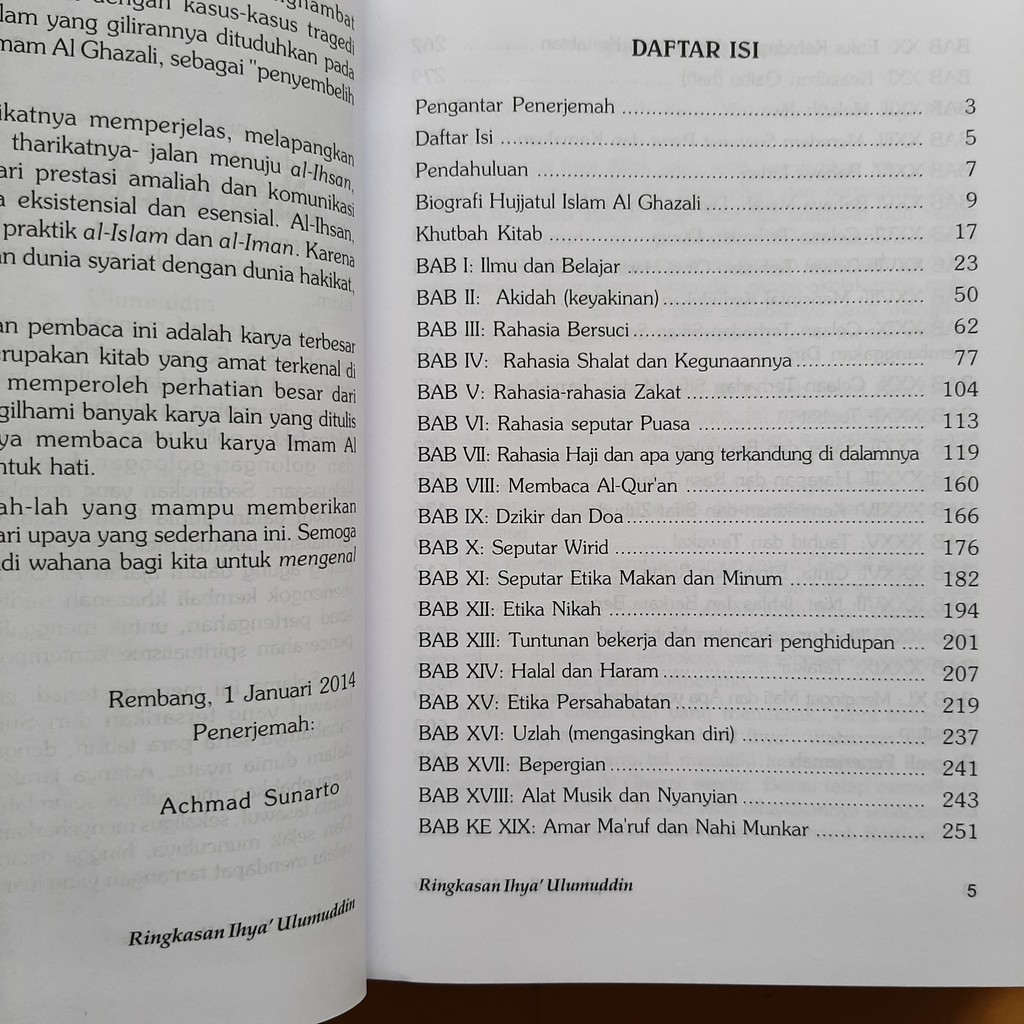 kasus-kasus tragedi
lam yang gilirannya dituduhkan pada
mam Al Ghazali, sebagai "penyembelih
ikatnya memperjelas, melapangkan
tharikatnya- jalan menuju al-Ihsan,
ari prestasi amaliah dan komunikasi
a eksistensial dan esensial. Al-Ihsan,
praktik al-Islam dan al-Iman. Karena
an dunia syariat dengan dunia hakikat,
an pembaca ini adalah karya terbesar
erupakan kitab yang amat terkenal di
memperoleh perhatian besar dari
gilhami banyak karya lain yang ditulis
ya membaca buku karya Imam Al
ntuk hati.
ah-lah yang mampu memberikan
ari upaya yang sederhana ini. Semoga
di wahana bagi kita untuk mengenal
Rembang, 1 Januari 2014
Penerjemah:
Achmad Sunarto
Ringkasan Ihya' Ulumuddin
DAFTAR ISI
Pengantar Penerjemah ........................................ 3
Daftar Isi ........................................................ 5
Pendahuluan .................................................... 7
Biografi Hujjatul Islam Al Ghazali ............................ 9
Khutbah Kitab .................................................. 17
BAB I: Ilmu dan Belajar ....................................... 23
BAB II: Akidah (keyakinan) ................................... 50
BAB III: Rahasia Bersuci ...................................... 62
BAB IV: Rahasia Shalat dan Kegunaannya .................. 77
BAB V: Rahasia-rahasia Zakat ................................ 104
BAB VI: Rahasia seputar Puasa ............................... 113
BAB VII: Rahasia Haji dan apa yang terkandung di dalamnya 119
BAB VIII: Membaca Al-Qur'an ................................ 160
BAB IX: Dzikir dan Doa ........................................ 166
BAB X: Seputar Wirid .......................................... 176
BAB XI: Seputar Etika Makan dan Minum .................. 182
BAB XII: Etika Nikah .......................................... 194
BAB XIII: Tuntunan bekerja dan mencari penghidupan .... 201
BAB XIV: Halal dan Haram .................................... 207
BAB XV: Etika Persahabatan .................................. 219
BAB XVI: Uzlah (mengasingkan diri) ......................... 237
BAB XVII: Bepergian ........................................... 241
BAB XVIII: Alat Musik dan Nyanyian ......................... 243
BAB KE XIX: Amar Ma'ruf dan Nahi Munkar ................ 251
Ringkasan Ihya' Ulumuddin 5